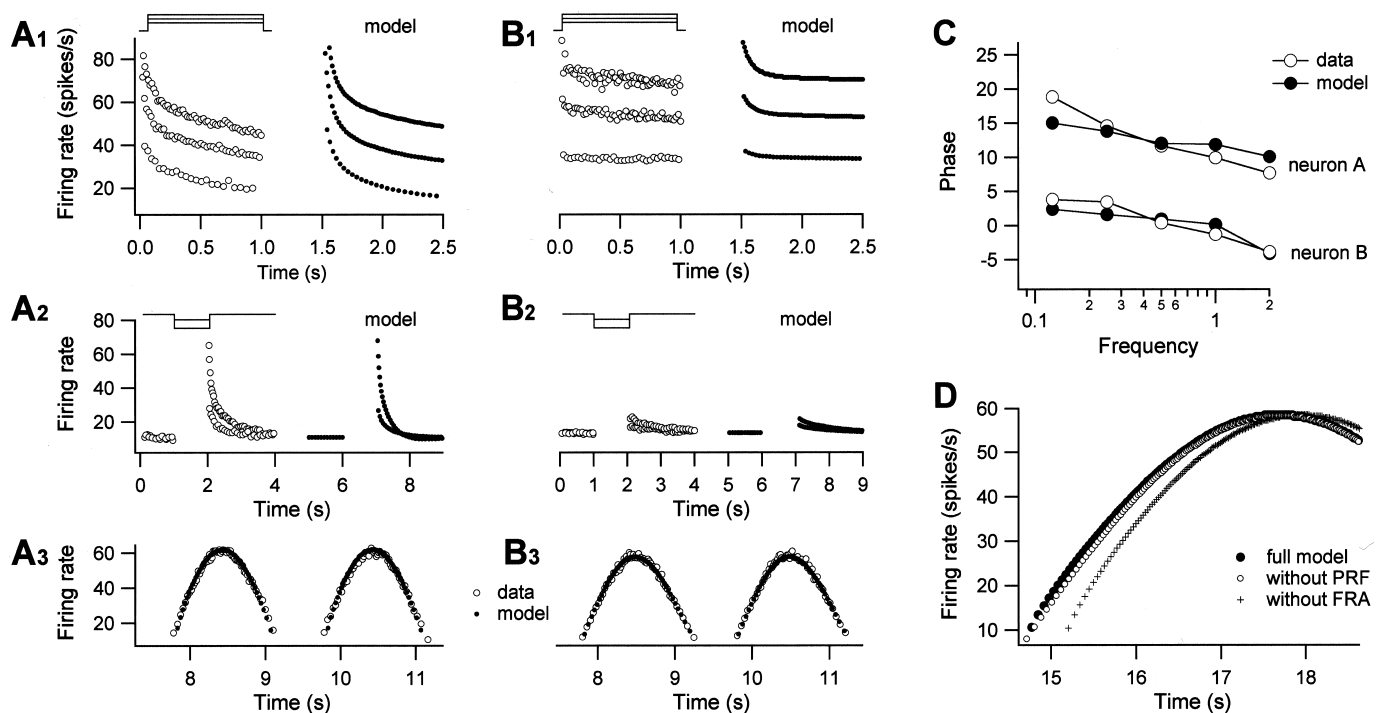 A1
model
Firing rate (spikes/s)
80
60
40
20
0.0 0.5 1.0 1.5 2.0 2.5
Time (s)
B1
model
0.0 0.5 1.0 1.5 2.0 2.5
Time (s)
C
data
model
Phase
25
20
15
10
5
0
-5
neuron A
neuron B
0.1 2 3 4 5 6 1 2
Frequency
A2
model
Firing rate
80
60
40
20
0 2 4 6 8
Time (s)
B2
model
0 1 2 3 4 5 6 7 8 9
Time (s)
A3
Firing rate
60
40
20
8 9 10 11
Time (s)
data
model
B3
8 9 10 11
Time (s)
D
Firing rate (spikes/s)
60
50
40
30
20
10
full model
without PRF
without FRA
15 16 17 18
Time (s)